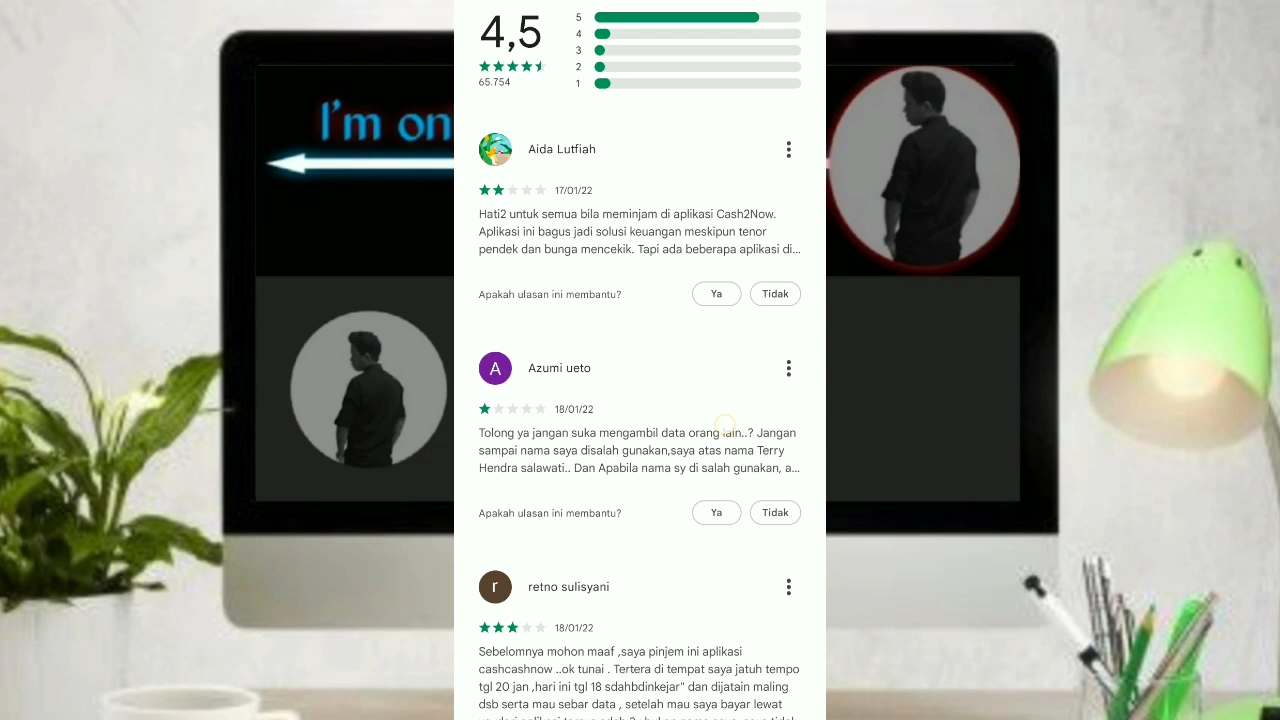 4,5
65.754
5
4
3
2
1
I'm on
Aida Lutfiah
17/01/22
Hati2 untuk semua bila meminjam di aplikasi Cash2Now.
Aplikasi ini bagus jadi solusi keuangan meskipun tenor
pendek dan bunga mencekik. Tapi ada beberapa aplikasi di...
Apakah ulasan ini membantu?
Ya
Tidak
A
Azumi ueto
18/01/22
Tolong ya jangan suka mengambil data orang lain..? Jangan
sampai nama saya disalah gunakan,saya atas nama Terry
Hendra salawati.. Dan Apabila nama sy di salah gunakan, a...
Apakah ulasan ini membantu?
Ya
Tidak
r
retno sulisyani
18/01/22
Sebelomnya mohon maaf ,saya pinjem ini aplikasi
cashcashnow ..ok tunai . Tertera di tempat saya jatuh tempo
tgl 20 jan ,hari ini tgl 18 sdahbdinkejar" dan dijatain maling
dsb serta mau sebar data , setelah mau saya bayar lewat